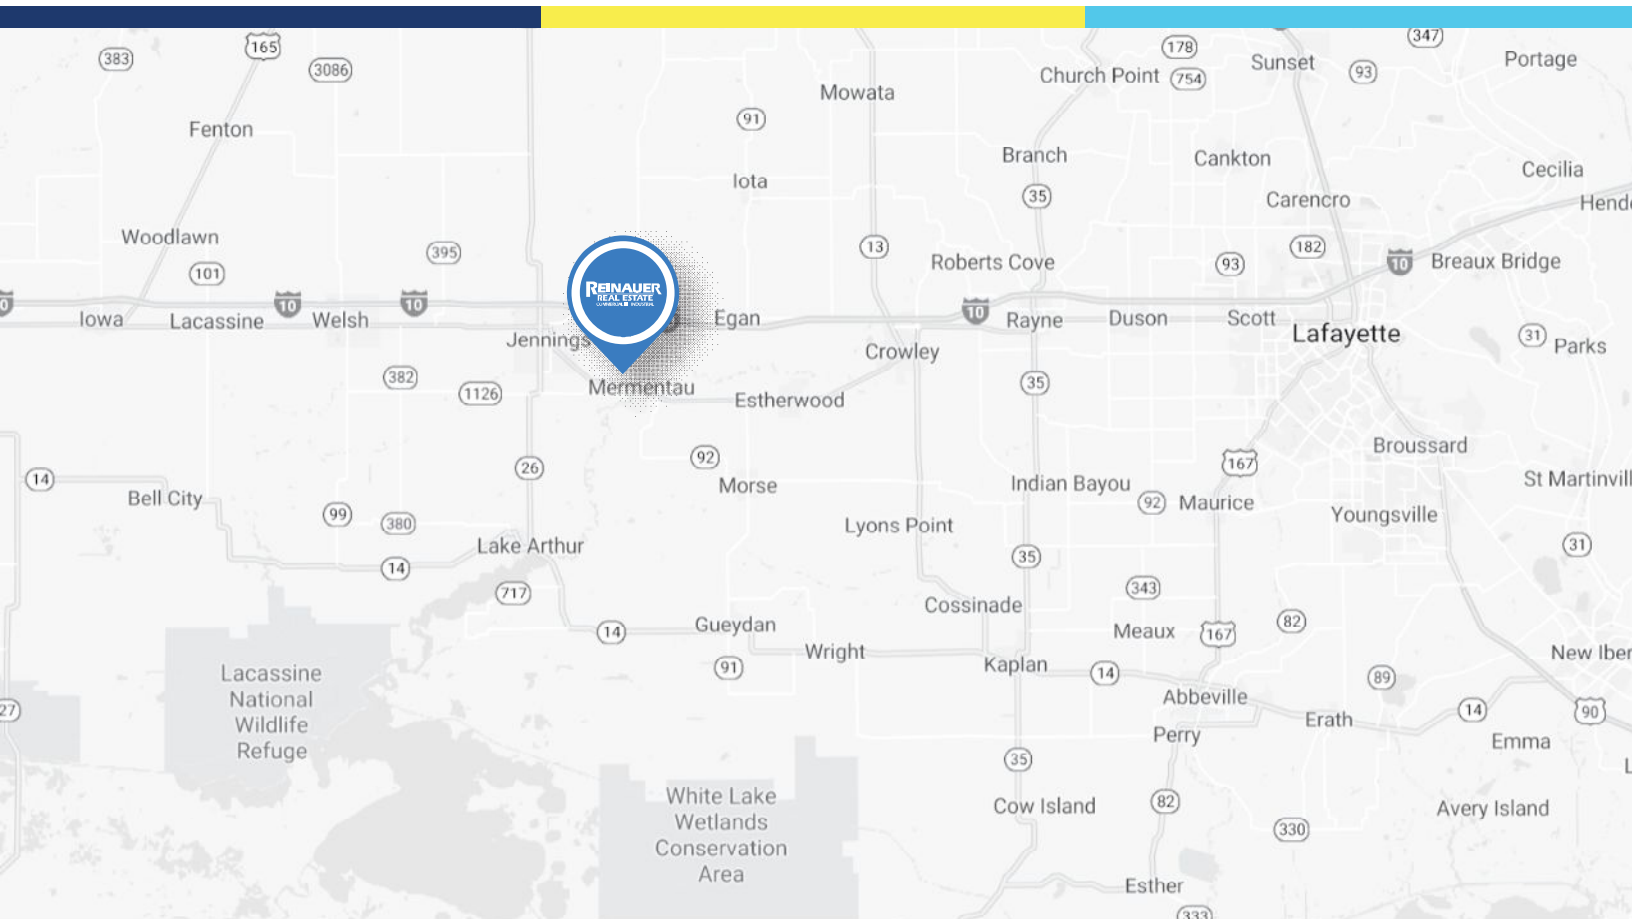 165
347
383
3086
178
Sunset
93
Portage
Church Point
754
Mowata
91
Fenton
Branch
Cankton
Cecilia
Iota
35
Carencro
Woodlawn
395
13
182
101
Roberts Cove
93
10
Breaux Bridge
REINAUER
REAL ESTATE
COMMERCIAL INDUSTRIAL
10
10
10
Iowa
Lacassine
Welsh
Egan
Rayne
Duson
Scott
Lafayette
31
Parks
Jennings
Crowley
382
1126
Mermentau
Estherwood
35
Broussard
14
26
92
167
Bell City
Morse
Indian Bayou
92
Maurice
99
380
Lyons Point
Youngsville
Lake Arthur
35
31
14
717
343
Cossinade
14
Gueydan
Meaux
167
82
Wright
91
Kaplan
14
89
Lacassine
National
Wildlife
Refuge
Abbeville
27
14
90
Erath
Perry
Emma
35
White Lake
Wetlands
Conservation
Area
Cow Island
82
Avery Island
330
Esther
333